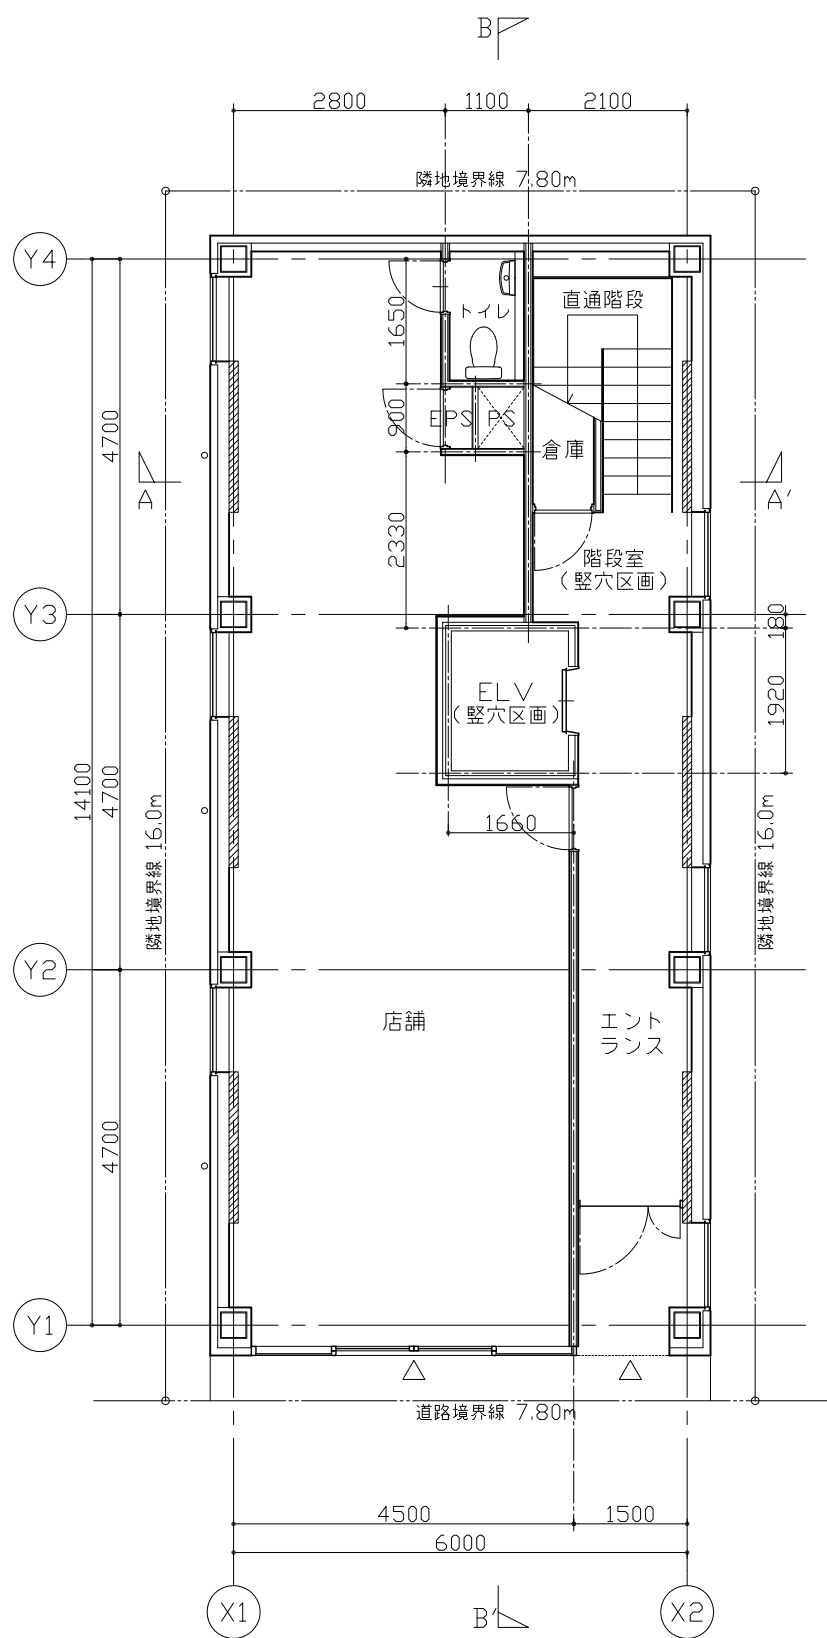 B
2800
1100
2100
隣地境界線 7.80m
Y4
トイレ
直通階段
1650
4700
900
EPS
PS
倉庫
A
A'
2330
階段室
(竪穴区画)
Y3
180
ELV
(竪穴区画)
1920
14100
4700
1660
隣地境界線 16.0m
隣地境界線 16.0m
Y2
店舗
エント
ランス
4700
Y1
道路境界線 7.80m
4500
1500
6000
X1
B'
X2